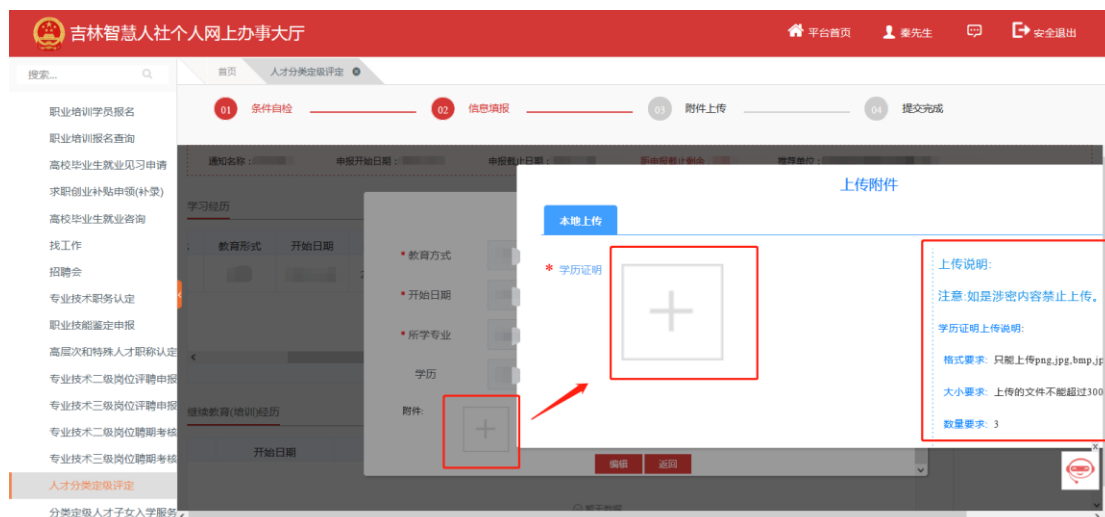 吉林智慧人社个人网上办事大厅
平台首页
秦先生
安全退出
搜索...
首页
人才分类定级评定
职业培训学员报名
职业培训报名查询
高校毕业生就业见习申请
求职创业补贴申领(补录)
高校毕业生就业咨询
找工作
招聘会
专业技术职务认定
职业技能鉴定申报
高层次和特殊人才职称认定
专业技术二级岗位评聘申报
专业技术三级岗位评聘申报
专业技术二级岗位聘期考核
专业技术三级岗位聘期考核
人才分类定级评定
分类定级人才子女入学服务
01 条件自检
02 信息填报
03 附件上传
04 提交完成
通知名称：
申报开始日期：
申报截止日期：
距申报截止剩余
推荐单位：
学习经历
教育形式
开始日期
继续教育(培训)经历
开始日期
* 教育方式
* 开始日期
* 所学专业
学历
附件:
编辑
返回
暂无数据
上传附件
本地上传
* 学历证明
上传说明:
注意:如是涉密内容禁止上传。
学历证明上传说明:
格式要求: 只能上传png,jpg,bmp,jp
大小要求: 上传的文件不能超过300
数量要求: 3